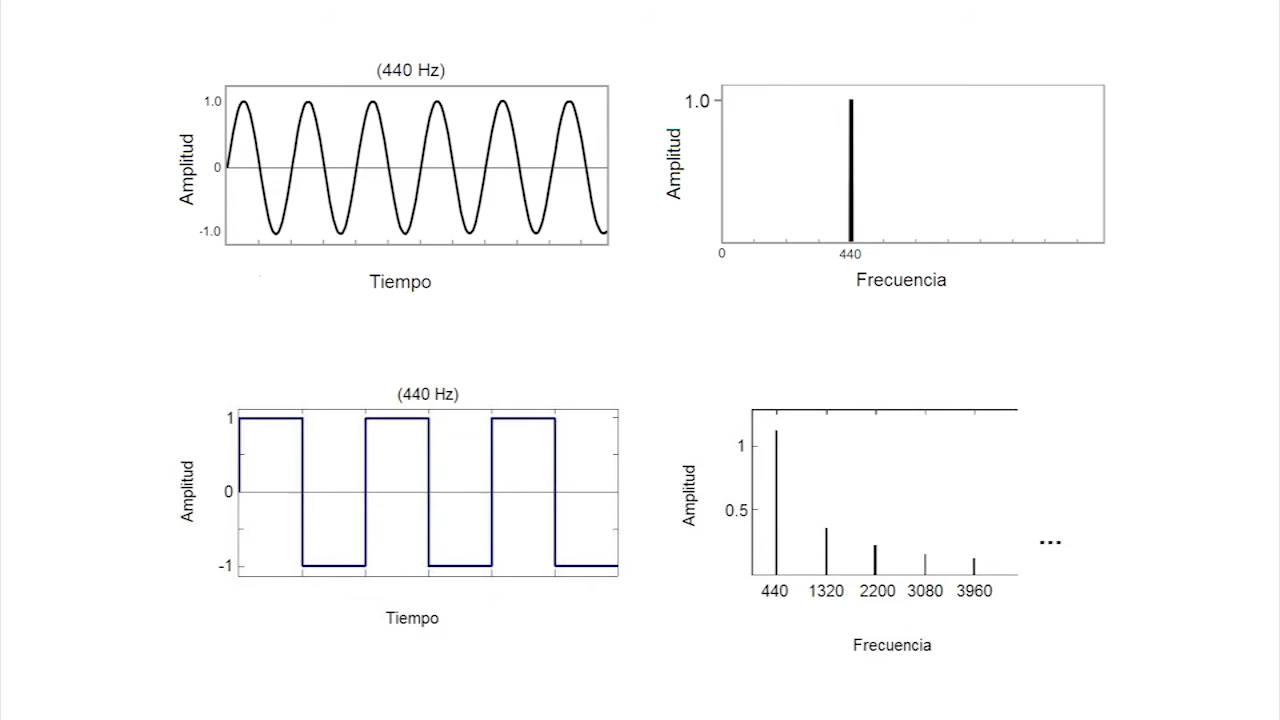 (440 Hz)
1.0
0
-1.0
Amplitud
Tiempo
1.0
Amplitud
0
440
Frecuencia
(440 Hz)
1
0
-1
Amplitud
Tiempo
1
0.5
Amplitud
...
440 1320 2200 3080 3960
Frecuencia